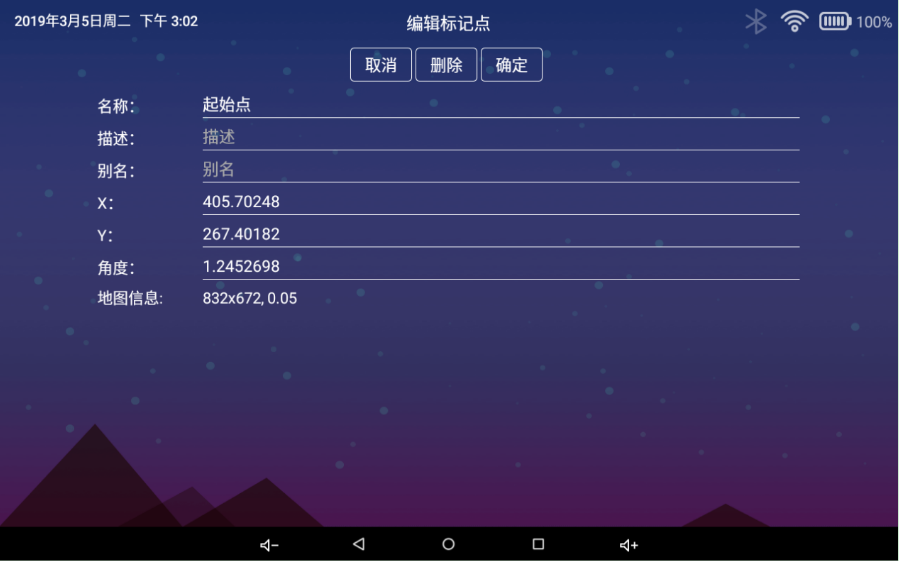 2019年3月5日周二 下午 3:02 编辑标记点 100%
取消 删除 确定
名称: 起始点
描述: 描述
别名: 别名
X: 405.70248
Y: 267.40182
角度: 1.2452698
地图信息: 832x672, 0.05